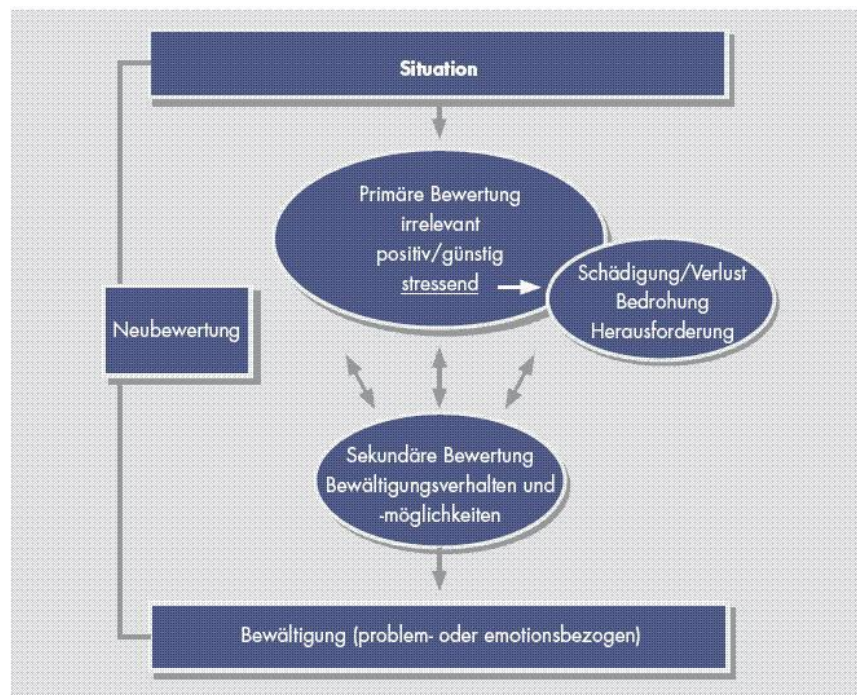 Situation
Primäre Bewertung
irrelevant
positiv/günstig
stressend
Schädigung/Verlust
Bedrohung
Herausforderung
Neubewertung
Sekundäre Bewertung
Bewältigungsverhalten und
-möglichkeiten
Bewältigung (problem- oder emotionsbezogen)